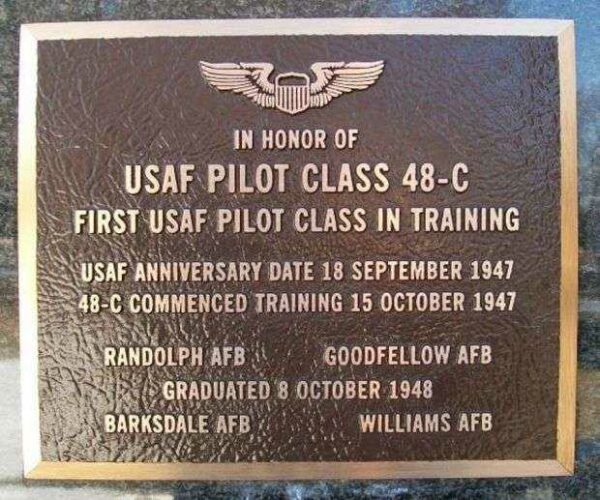 IN HONOR OF
USAF PILOT CLASS 48-C
FIRST USAF PILOT CLASS IN TRAINING
USAF ANNIVERSARY DATE 18 SEPTEMBER 1947
48-C COMMENCED TRAINING 15 OCTOBER 1947
RANDOLPH AFB GOODFELLOW AFB
GRADUATED 8 OCTOBER 1948
BARKSDALE AFB WILLIAMS AFB